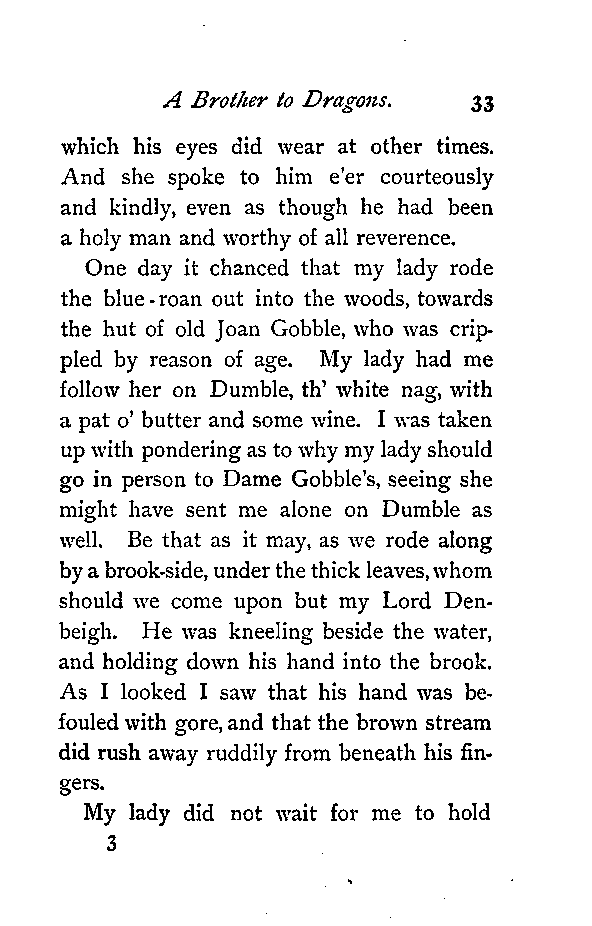 A Brother to Dragons. 33
which his eyes did wear at other times.
And she spoke to him e'er courteously
and kindly, even as though he had been
a holy man and worthy of all reverence.
One day it chanced that my lady rode
the blue-roan out into the woods, towards
the hut of old Joan Gobble, who was crip-
pled by reason of age. My lady had me
follow her on Dumble, th' white nag, with
a pat o' butter and some wine. I was taken
up with pondering as to why my lady should
go in person to Dame Gobble's, seeing she
might have sent me alone on Dumble as
well. Be that as it may, as we rode along
by a brook-side, under the thick leaves, whom
should we come upon but my Lord Den-
beigh. He was kneeling beside the water,
and holding down his hand into the brook.
As I looked I saw that his hand was be-
fouled with gore, and that the brown stream
did rush away ruddily from beneath his fin-
gers.
My lady did not wait for me to hold
3